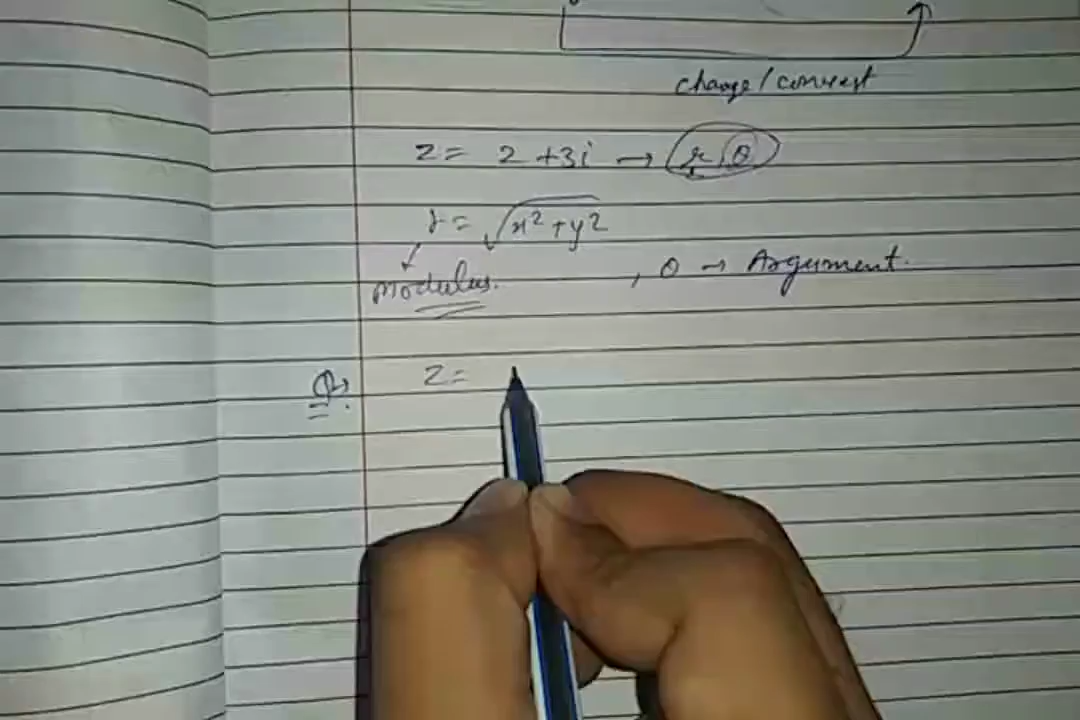 change/convert
z = 2 + 3i → (r, θ)
r = √x² + y²
Modulus. , θ → Argument.
Q→ z =